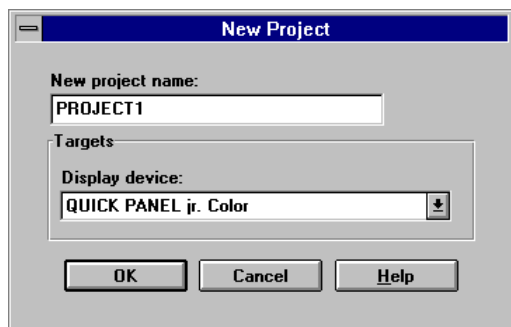 New Project
New project name:
PROJECT1
Targets
Display device:
QUICK PANEL jr. Color
OK Cancel Help